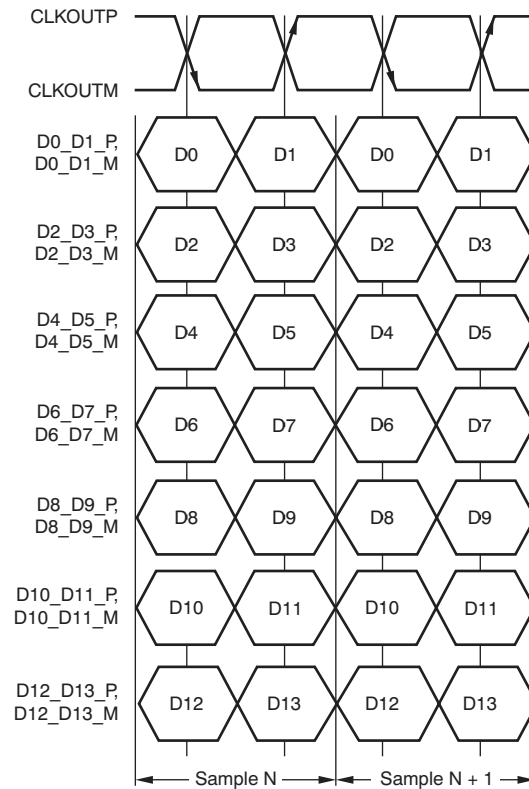 CLKOUTP
CLKOUTM
D0_D1_P,
D0_D1_M
D0 D1 D0 D1
D2_D3_P,
D2_D3_M
D2 D3 D2 D3
D4_D5_P,
D4_D5_M
D4 D5 D4 D5
D6_D7_P,
D6_D7_M
D6 D7 D6 D7
D8_D9_P,
D8_D9_M
D8 D9 D8 D9
D10_D11_P,
D10_D11_M
D10 D11 D10 D11
D12_D13_P,
D12_D13_M
D12 D13 D12 D13
Sample N Sample N + 1